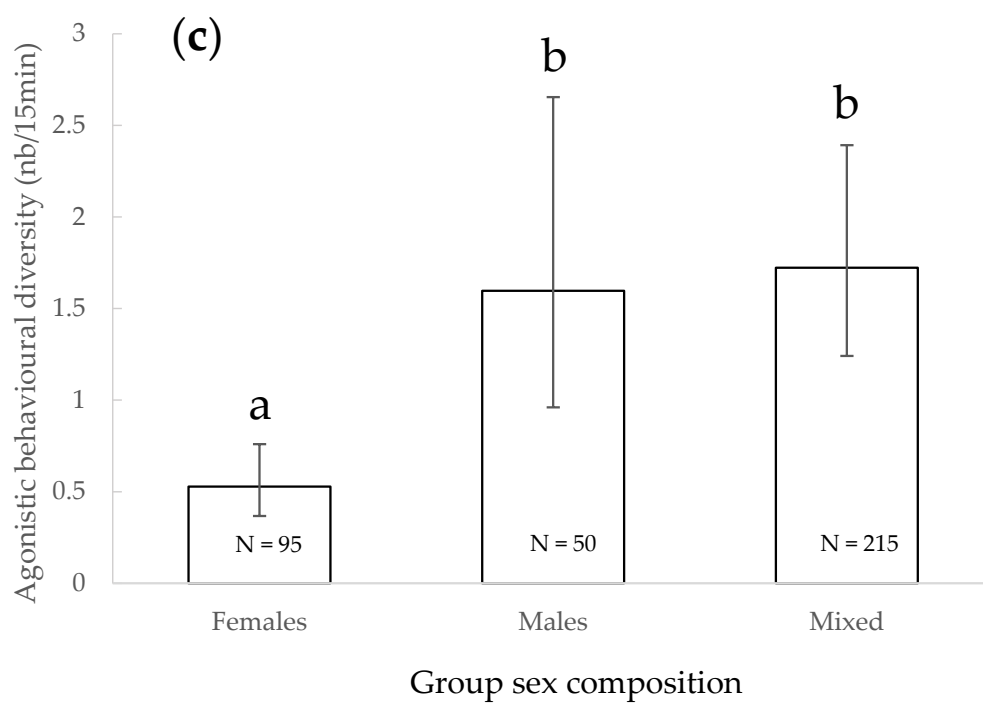 (c)
Agonistic behavioural diversity (nb/15min)
3
2.5
2
1.5
1
0.5
0
a
b
b
N = 95
N = 50
N = 215
Females
Males
Mixed
Group sex composition